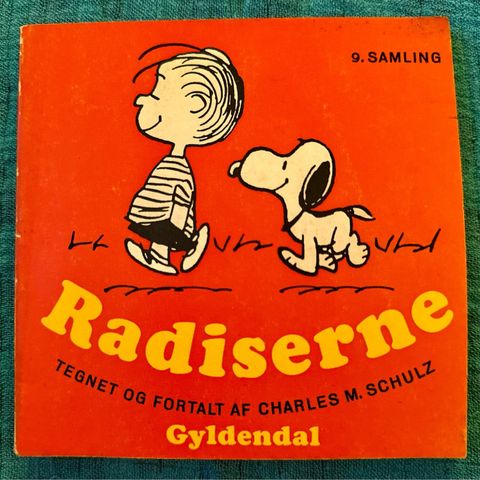 9. SAMLING
Radiserne
TEGNET OG FORTALT AF CHARLES M. SCHULZ
Gyldendal